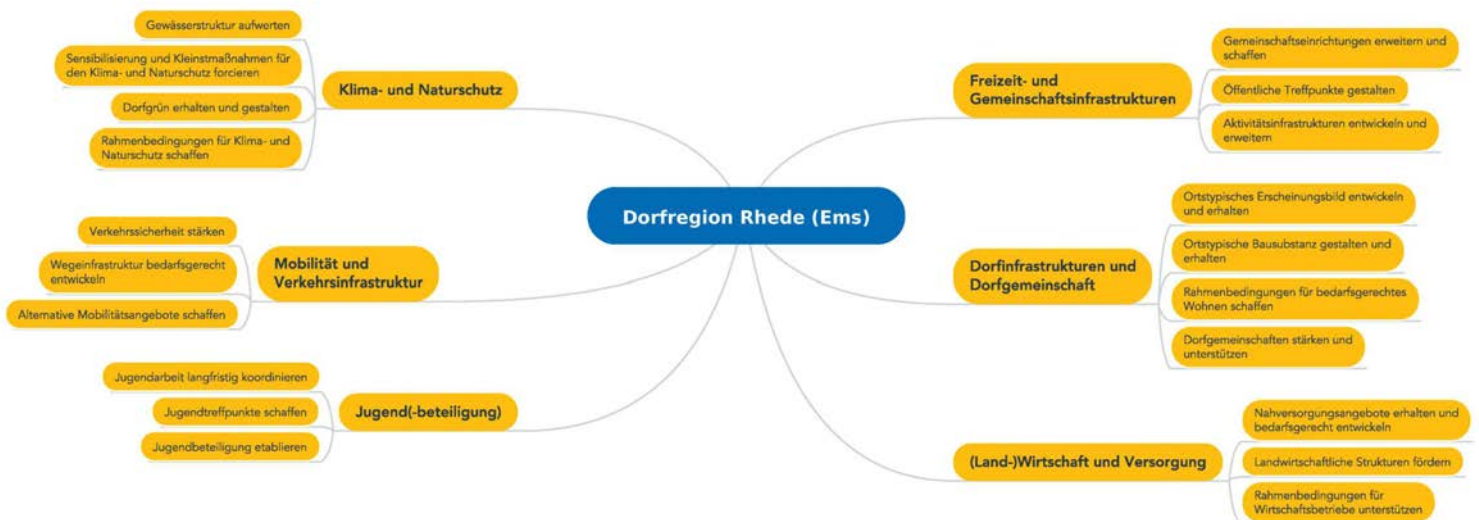 Dorfregion Rhede (Ems)
Klima- und Naturschutz
Gewässerstruktur aufwerten
Sensibilisierung und Kleinstmaßnahmen für
den Klima- und Naturschutz forcieren
Dorfgrün erhalten und gestalten
Rahmenbedingungen für Klima- und
Naturschutz schaffen
Mobilität und
Verkehrsinfrastruktur
Verkehrssicherheit stärken
Wegeinfrastruktur bedarfsgerecht
entwickeln
Alternative Mobilitätsangebote schaffen
Jugend(-beteiligung)
Jugendarbeit langfristig koordinieren
Jugendtreffpunkte schaffen
Jugendbeteiligung etablieren
Freizeit- und
Gemeinschaftsinfrastrukturen
Gemeinschaftseinrichtungen erweitern und
schaffen
Öffentliche Treffpunkte gestalten
Aktivitätsinfrastrukturen entwickeln und
erweitern
Dorfinfrastrukturen und
Dorfgemeinschaft
Ortstypisches Erscheinungsbild entwickeln
und erhalten
Ortstypische Bausubstanz gestalten und
erhalten
Rahmenbedingungen für bedarfsgerechtes
Wohnen schaffen
Dorfgemeinschaften stärken und
unterstützen
(Land-)Wirtschaft und Versorgung
Nahversorgungsangebote erhalten und
bedarfsgerecht entwickeln
Landwirtschaftliche Strukturen fördern
Rahmenbedingungen für
Wirtschaftsbetriebe unterstützen